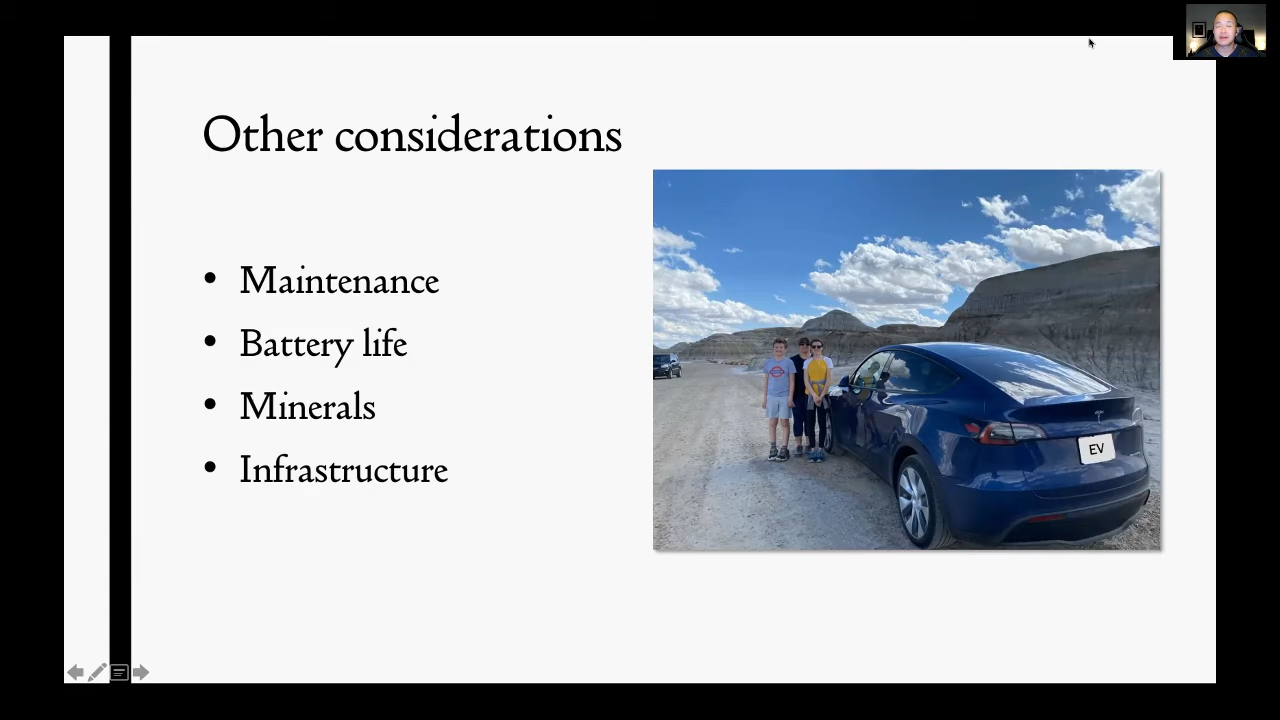 Other considerations
• Maintenance
• Battery life
• Minerals
• Infrastructure
EV